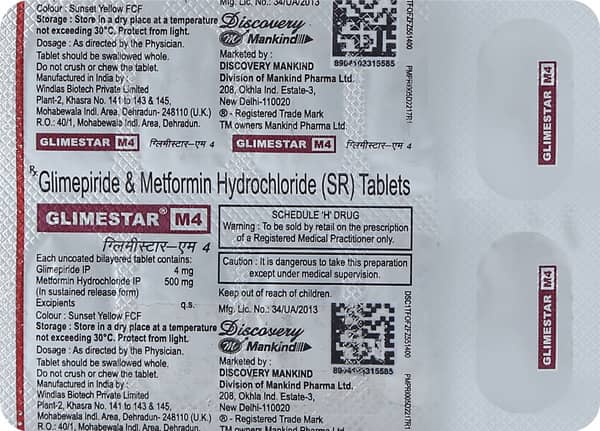 Colour : Sunset Yellow FCF
Storage : Store in a dry place at a temperature
not exceeding 30°C. Protect from light.
Dosage : As directed by the Physician.
Tablet should be swallowed whole.
Do not crush or chew the tablet.
Manufactured in India by :
Windlas Biotech Private Limited
Plant-2, Khasra No. 141 to 143 & 145,
Mohabewala Indl. Area, Dehradun- 248110 (U.K.)
R.O.: 40/1, Mohabewala Indl. Area, Dehradun.
Mfg. Lic. No.: 34/UA/2013
Discovery
Mankind
Marketed by :
DISCOVERY MANKIND
Division of Mankind Pharma Ltd.
208, Okhla Ind. Estate-3,
New Delhi-110020
® - Registered Trade Mark
TM owners Mankind Pharma Ltd.
8904102315585
GLIMESTAR M4 ग्लिमीस्टार-एम 4 GLIMESTAR M4 ग्लिमीस्टार-एम 4
Rx Glimepiride & Metformin Hydrochloride (SR) Tablets
GLIMESTAR® M4
ग्लिमीस्टार-एम 4
Each uncoated bilayered tablet contains:
Glimepiride IP 4 mg
Metformin Hydrochloride IP 500 mg
(In sustained release form)
Excipients q.s.
Colour : Sunset Yellow FCF
Storage : Store in a dry place at a temperature
not exceeding 30°C. Protect from light.
Dosage : As directed by the Physician.
Tablet should be swallowed whole.
Do not crush or chew the tablet.
Manufactured in India by :
Windlas Biotech Private Limited
Plant-2, Khasra No. 141 to 143 & 145,
Mohabewala Indl. Area, Dehradun- 248110 (U.K.)
R.O.: 40/1, Mohabewala Indl. Area, Dehradun.
SCHEDULE 'H' DRUG
Warning : To be sold by retail on the prescription
of a Registered Medical Practitioner only.
Caution : It is dangerous to take this preparation
except under medical supervision.
Keep out of reach of children.
Mfg. Lic. No.: 34/UA/2013
Discovery
Mankind
Marketed by :
DISCOVERY MANKIND
Division of Mankind Pharma Ltd.
208, Okhla Ind. Estate-3,
New Delhi-110020
® - Registered Trade Mark
TM owners Mankind Pharma Ltd.
8904102315585
GLIMESTAR M4
GLIMESTAR M4